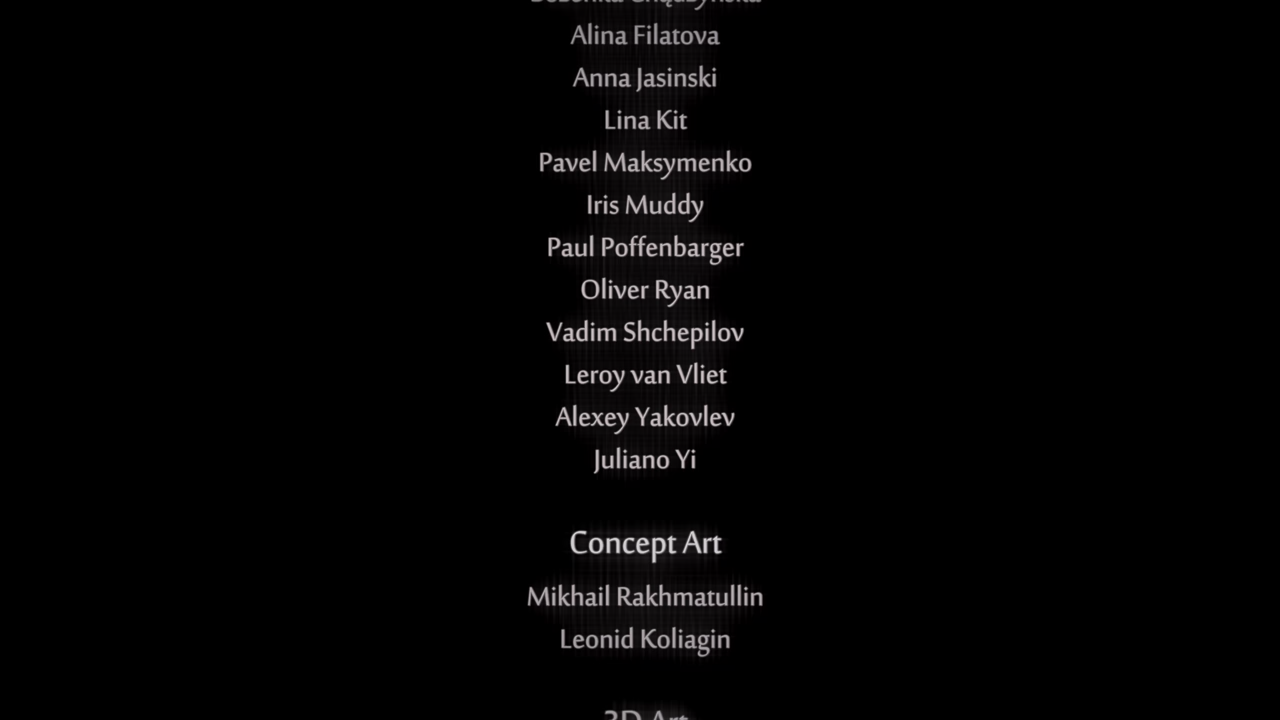 Alina Filatova
Anna Jasinski
Lina Kit
Pavel Maksymenko
Iris Muddy
Paul Poffenbarger
Oliver Ryan
Vadim Shchepilov
Leroy van Vliet
Alexey Yakovlev
Juliano Yi
Concept Art
Mikhail Rakhmatullin
Leonid Koliagin
Art